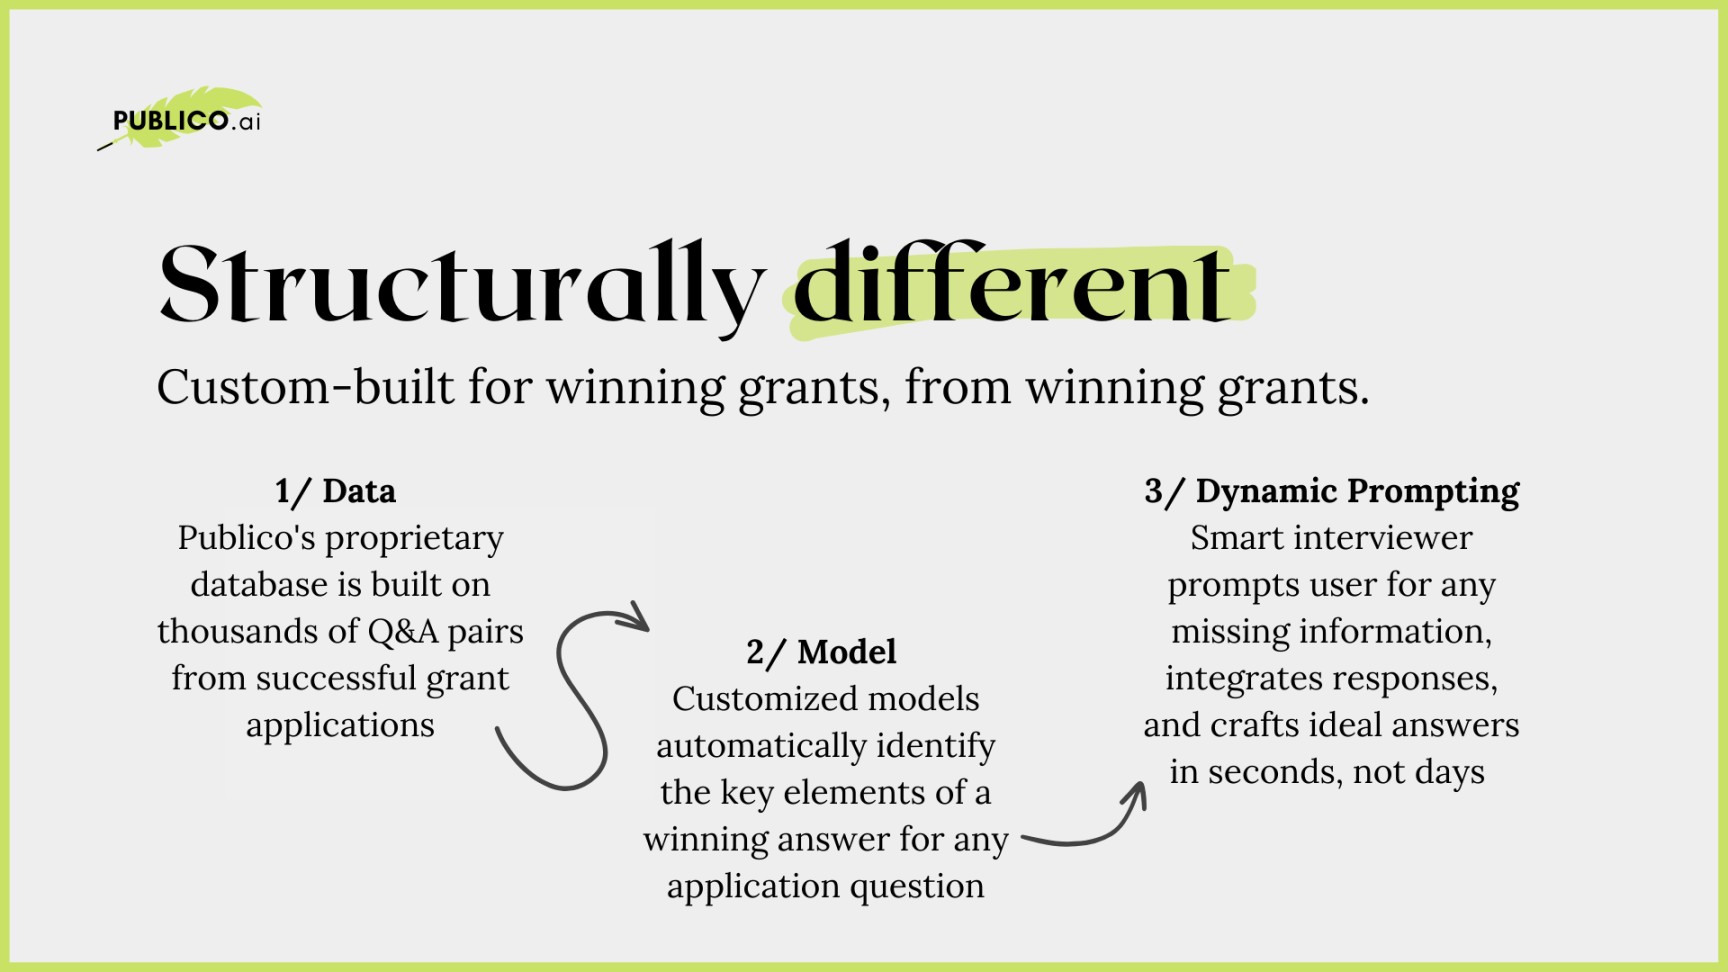 PUBLICO.ai
Structurally different
Custom-built for winning grants, from winning grants.
1/ Data
Publico's proprietary
database is built on
thousands of Q&A pairs
from successful grant
applications
2/ Model
Customized models
automatically identify
the key elements of a
winning answer for any
application question
3/ Dynamic Prompting
Smart interviewer
prompts user for any
missing information,
integrates responses,
and crafts ideal answers
in seconds, not days